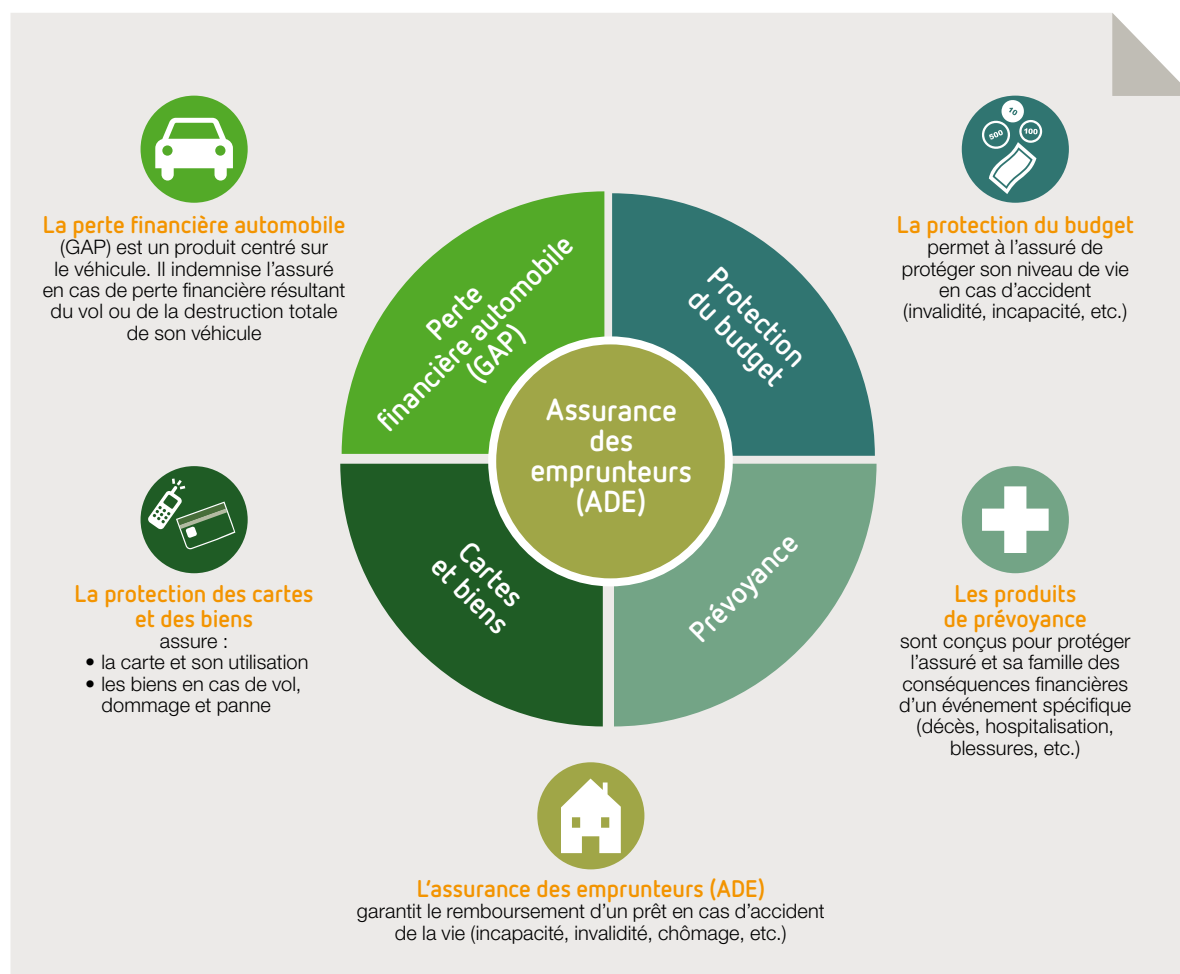 10
500
100
La perte financière automobile
(GAP) est un produit centré sur
le véhicule. Il indemnise l’assuré
en cas de perte financière résultant
du vol ou de la destruction totale
de son véhicule
La protection du budget
permet à l’assuré de
protéger son niveau de vie
en cas d’accident
(invalidité, incapacité, etc.)
Perte
financière automobile
(GAP)
Protection
du budget
Assurance
des
emprunteurs
(ADE)
Cartes
et biens
Prévoyance
La protection des cartes
et des biens
assure :
• la carte et son utilisation
• les biens en cas de vol,
dommage et panne
Les produits
de prévoyance
sont conçus pour protéger
l’assuré et sa famille des
conséquences financières
d’un événement spécifique
(décès, hospitalisation,
blessures, etc.)
L’assurance des emprunteurs (ADE)
garantit le remboursement d’un prêt en cas d’accident
de la vie (incapacité, invalidité, chômage, etc.)